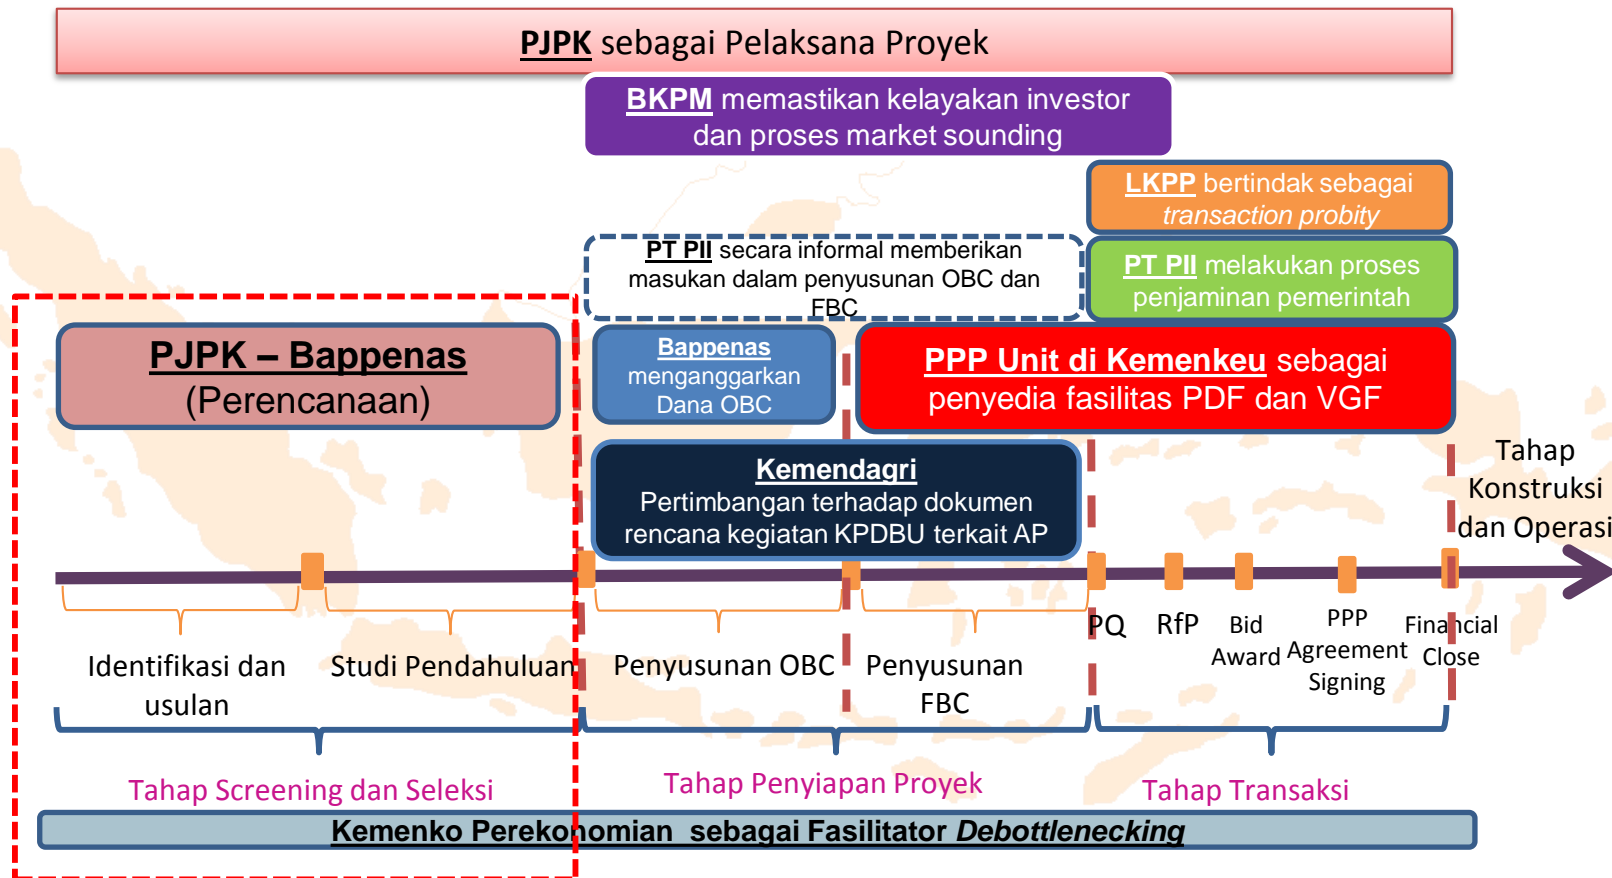 PJPK sebagai Pelaksana Proyek
BKPM memastikan kelayakan investor
dan proses market sounding
LKPP bertindak sebagai
transaction probity
PT PII secara informal memberikan
masukan dalam penyusunan OBC dan
FBC
PT PII melakukan proses
penjaminan pemerintah
PJPK – Bappenas
(Perencanaan)
Bappenas
menganggarkan
Dana OBC
PPP Unit di Kemenkeu sebagai
penyedia fasilitas PDF dan VGF
Kemendagri
Pertimbangan terhadap dokumen
rencana kegiatan KPDBU terkait AP
Tahap
Konstruksi
dan Operasi
Identifikasi dan
usulan
Studi Pendahuluan
Penyusunan OBC
Penyusunan
FBC
PQ
RfP
Bid
Award
PPP
Agreement
Signing
Financial
Close
Tahap Screening dan Seleksi
Tahap Penyiapan Proyek
Tahap Transaksi
Kemenko Perekonomian sebagai Fasilitator Debottlenecking